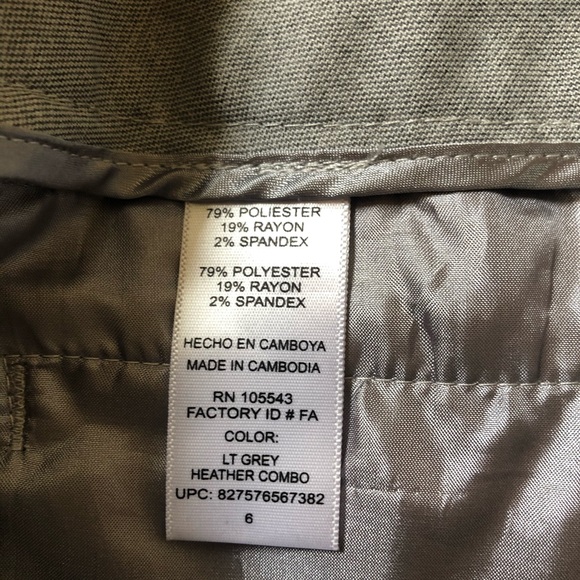 79% POLIESTER
19% RAYON
2% SPANDEX
79% POLYESTER
19% RAYON
2% SPANDEX
HECHO EN CAMBOYA
MADE IN CAMBODIA
RN 105543
FACTORY ID # FA
COLOR:
LT GREY
HEATHER COMBO
UPC: 827576567382
6